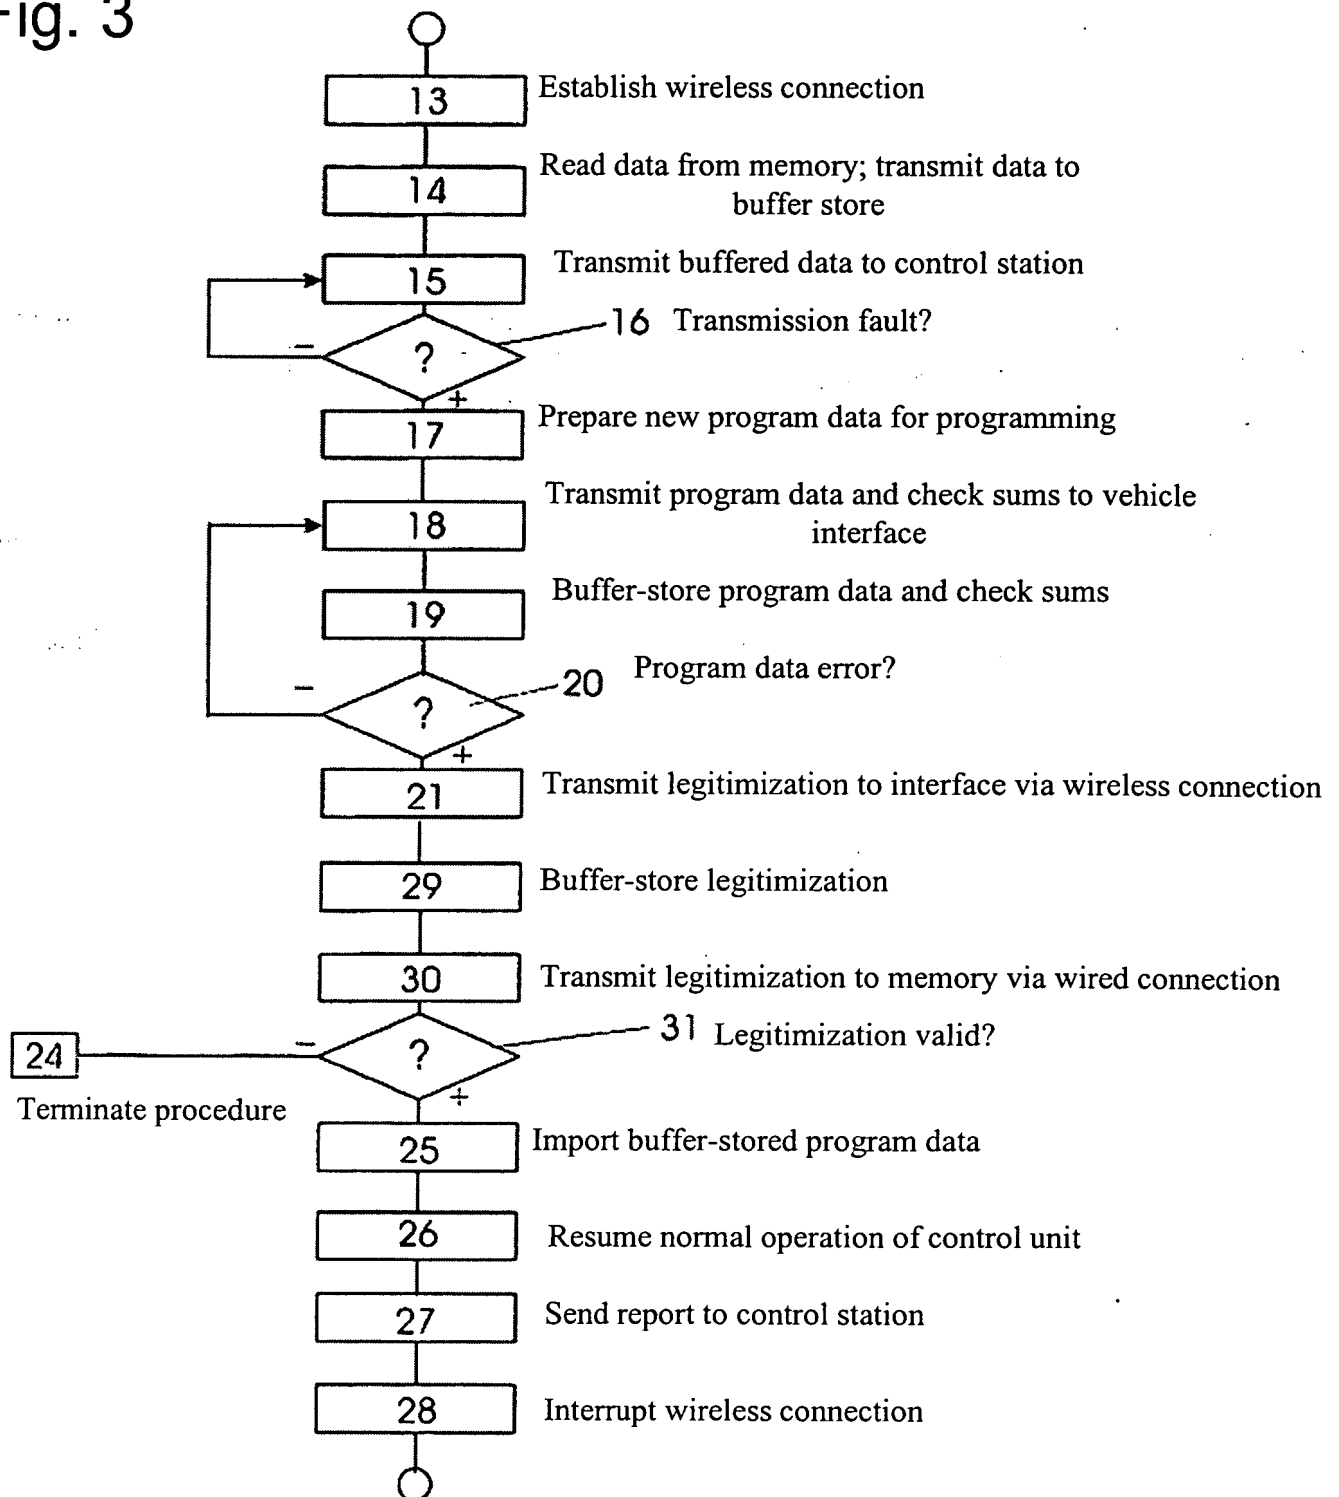 Fig. 3
13 Establish wireless connection
14 Read data from memory; transmit data to
buffer store
15 Transmit buffered data to control station
16 Transmission fault?
− ?
+
17 Prepare new program data for programming
18 Transmit program data and check sums to vehicle
interface
19 Buffer-store program data and check sums
20 Program data error?
− ?
+
21 Transmit legitimization to interface via wireless connection
29 Buffer-store legitimization
30 Transmit legitimization to memory via wired connection
31 Legitimization valid?
24 − ?
+
Terminate procedure
25 Import buffer-stored program data
26 Resume normal operation of control unit
27 Send report to control station
28 Interrupt wireless connection